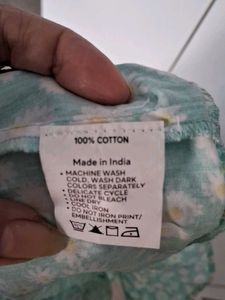 100% COTTON
Made in India
• MACHINE WASH
COLD, WASH DARK
COLORS SEPARATELY
• DELICATE CYCLE
• DO NOT BLEACH
• LINE DRY
• COOL IRON
• DO NOT IRON PRINT/
EMBELLISHMENT